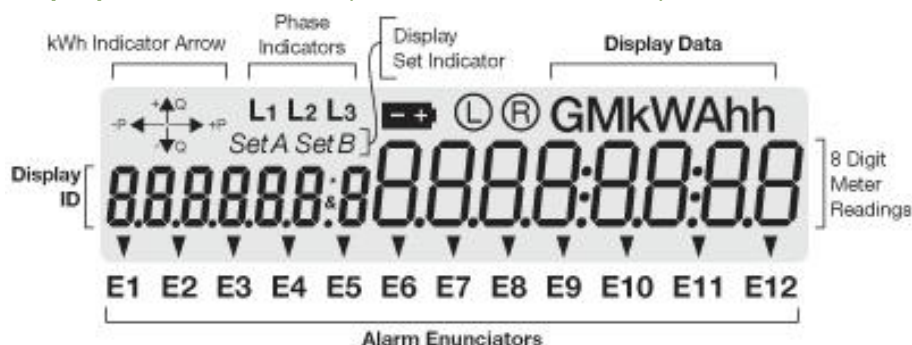 kWh Indicator Arrow
Phase
Indicators
Display
Set Indicator
Display Data
+Q
-P +P
-Q
L1 L2 L3
Set A Set B
L R GMkWAhh
Display
ID
8.8.8.8.8.8:&8 8.8.8.8:8.8:8.8
8 Digit
Meter
Readings
E1 E2 E3 E4 E5 E6 E7 E8 E9 E10 E11 E12
Alarm Enunciators